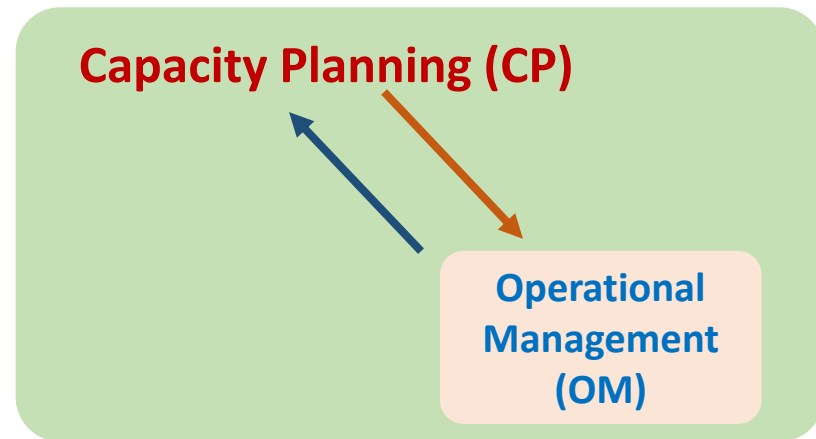 Capacity Planning (CP)
Operational
Management
(OM)